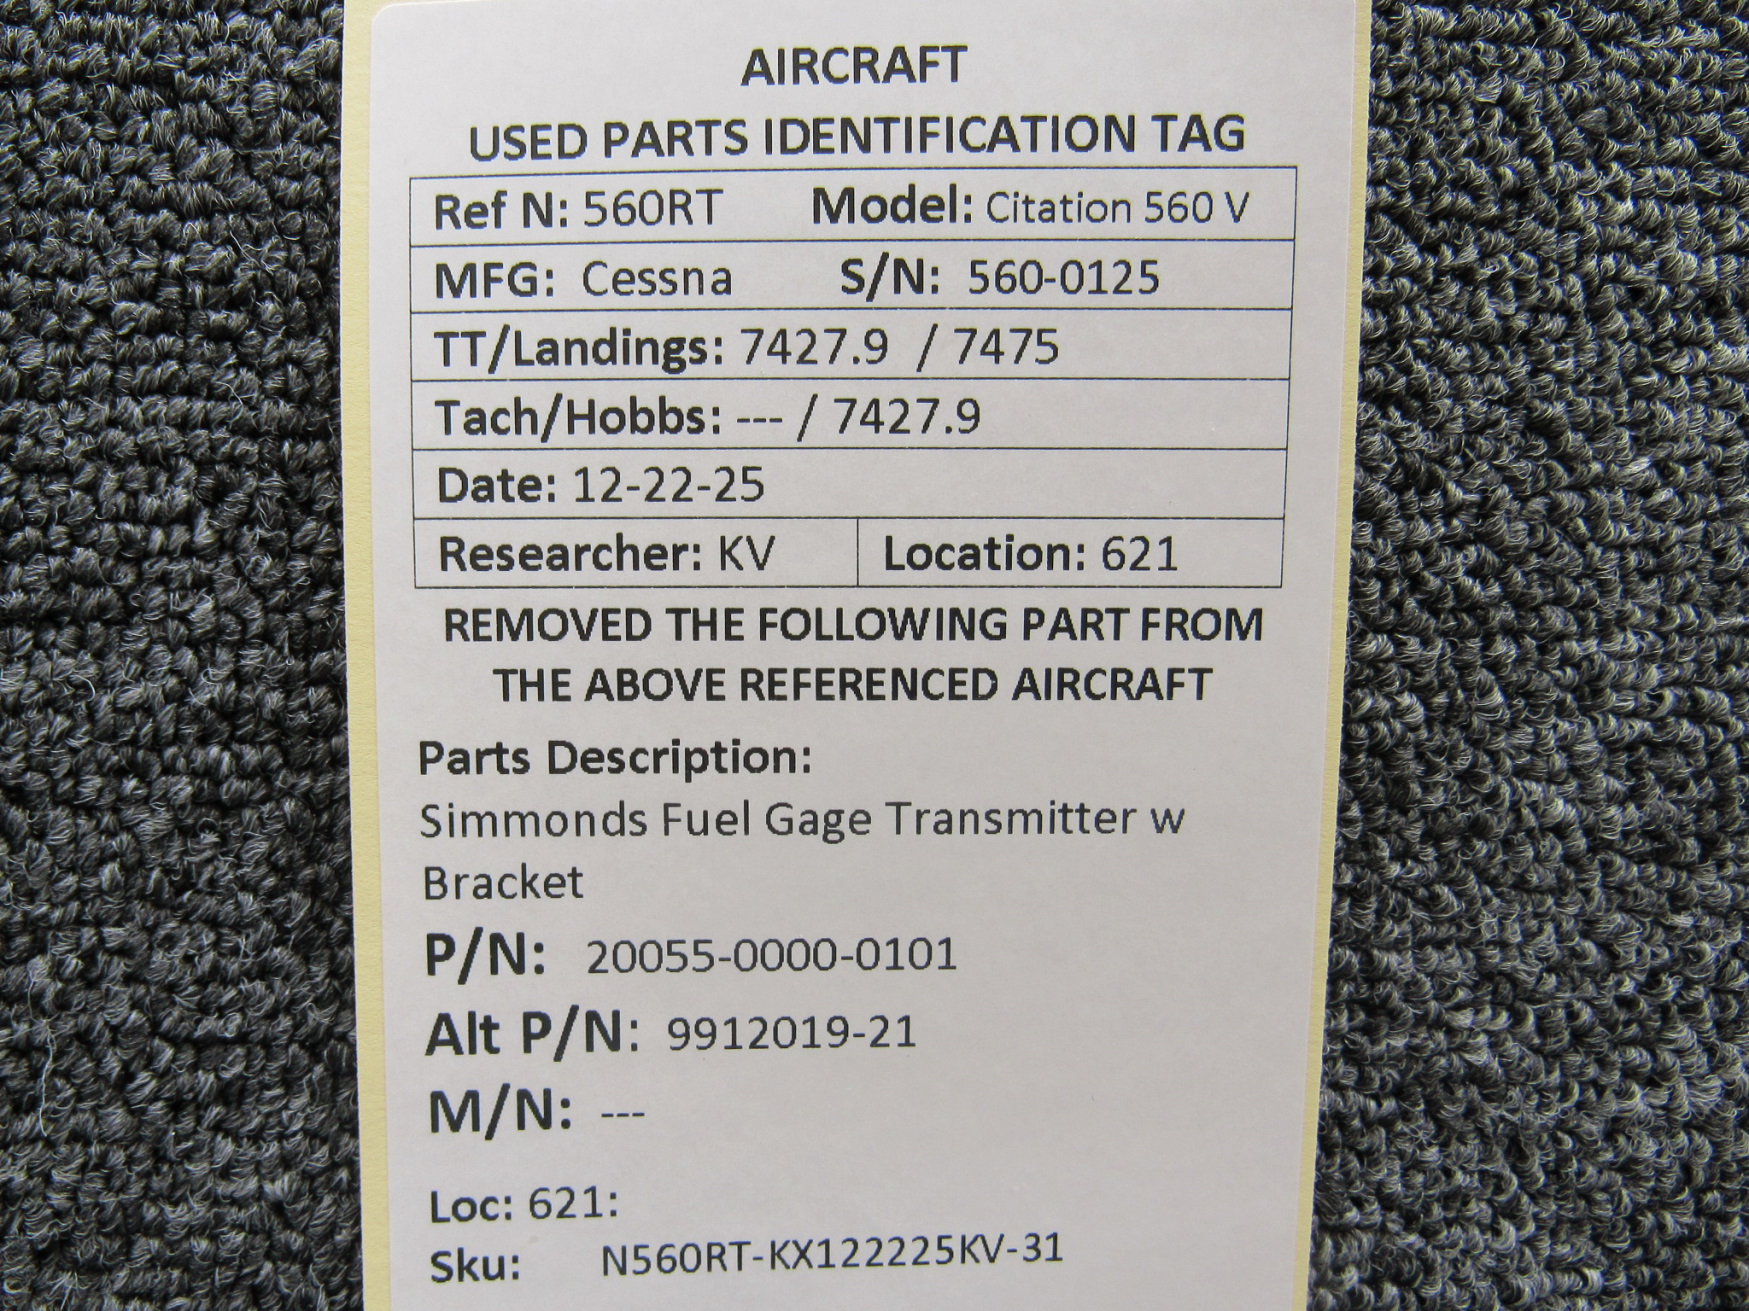 AIRCRAFT
USED PARTS IDENTIFICATION TAG
Ref N: 560RT Model: Citation 560 V
MFG: Cessna S/N: 560-0125
TT/Landings: 7427.9 / 7475
Tach/Hobbs: --- / 7427.9
Date: 12-22-25
Researcher: KV Location: 621
REMOVED THE FOLLOWING PART FROM
THE ABOVE REFERENCED AIRCRAFT
Parts Description:
Simmonds Fuel Gage Transmitter w
Bracket
P/N: 20055-0000-0101
Alt P/N: 9912019-21
M/N: ---
Loc: 621:
Sku: N560RT-KX122225KV-31